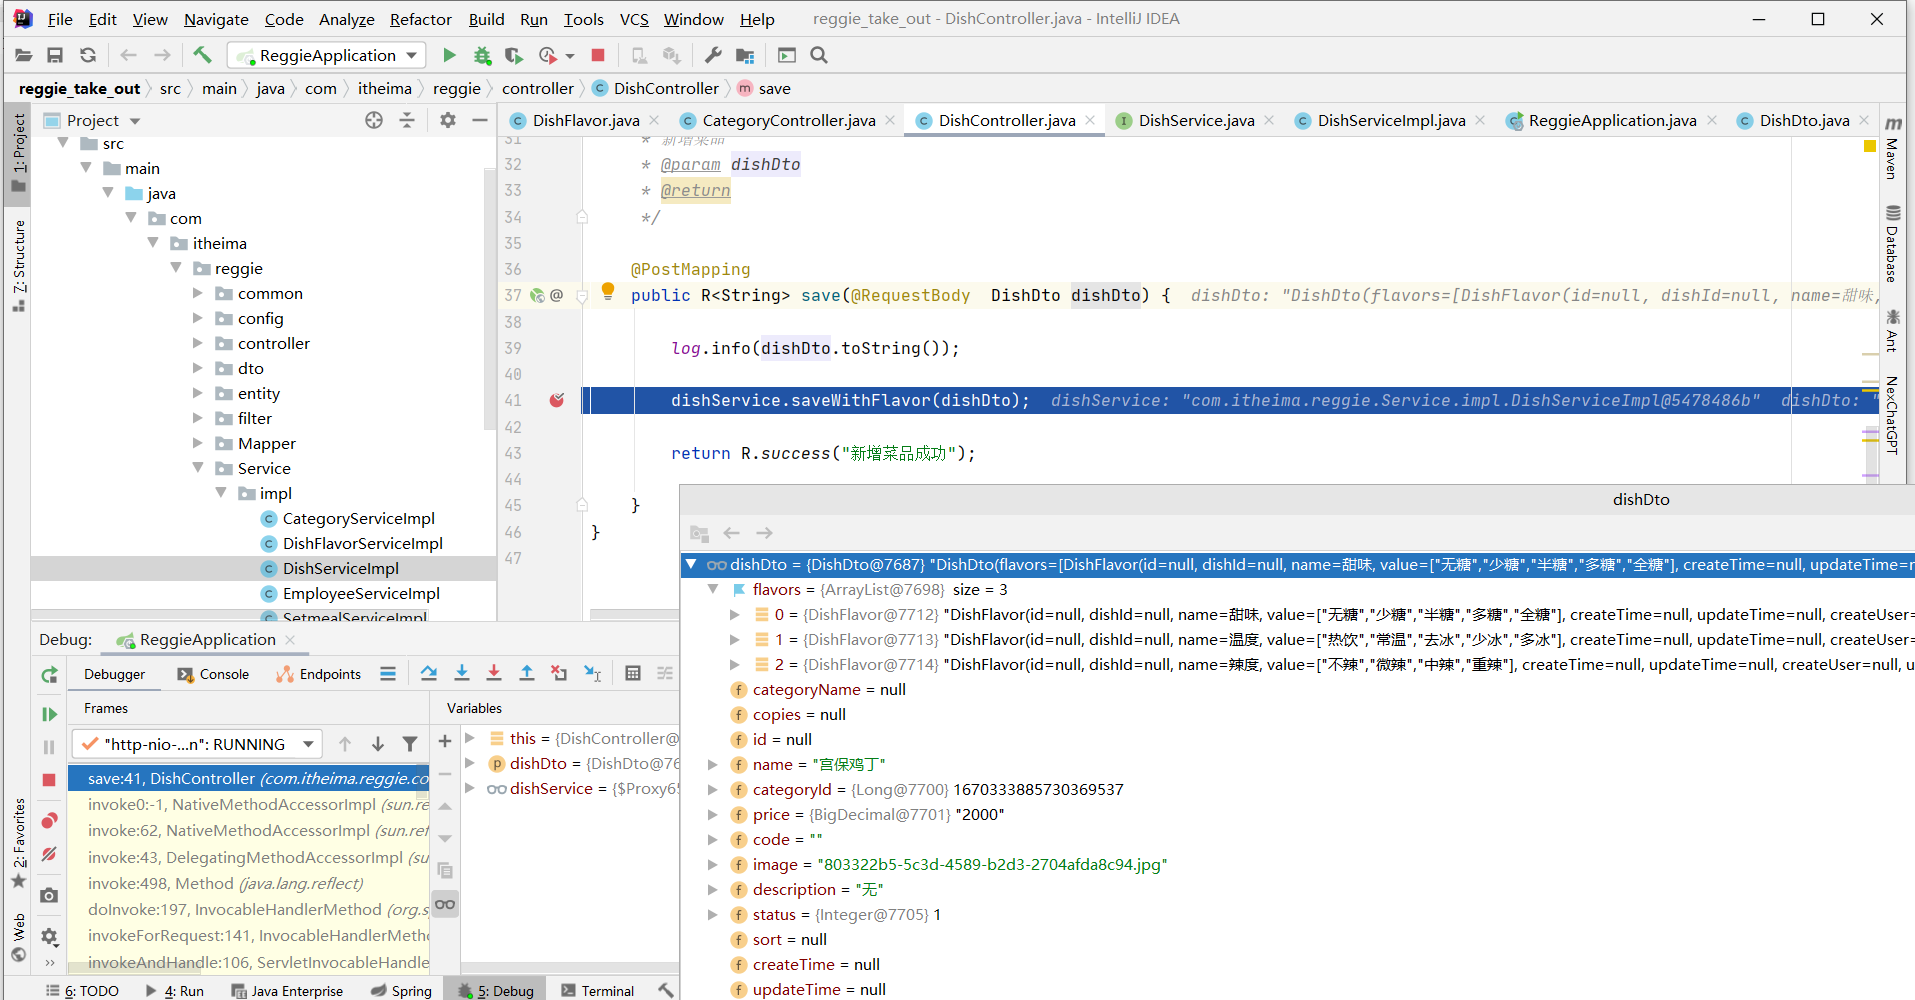 File Edit View Navigate Code Analyze Refactor Build Run Tools VCS Window Help reggie_take_out - DishController.java - IntelliJ IDEA
ReggieApplication
reggie_take_out src main java com itheima reggie controller DishController save
1: Project
7: Structure
2: Favorites
Web
Project
src
main
java
com
itheima
reggie
common
config
controller
dto
entity
filter
Mapper
Service
impl
CategoryServiceImpl
DishFlavorServiceImpl
DishServiceImpl
EmployeeServiceImpl
SetmealServiceImpl
DishFlavor.java CategoryController.java DishController.java DishService.java DishServiceImpl.java ReggieApplication.java DishDto.java
31 * 新增菜品
32 * @param dishDto
33 * @return
34 */
35
36 @PostMapping
37 public R<String> save(@RequestBody DishDto dishDto) { dishDto: "DishDto(flavors=[DishFlavor(id=null, dishId=null, name=甜味,
38
39 log.info(dishDto.toString());
40
41 dishService.saveWithFlavor(dishDto); dishService: "com.itheima.reggie.Service.impl.DishServiceImpl@5478486b" dishDto: "
42
43 return R.success("新增菜品成功");
44
45 }
46 }
47
Maven
Database
Ant
NexChatGPT
dishDto
dishDto = {DishDto@7687} "DishDto(flavors=[DishFlavor(id=null, dishId=null, name=甜味, value=["无糖","少糖","半糖","多糖","全糖"], createTime=null, updateTime=n
flavors = {ArrayList@7698} size = 3
0 = {DishFlavor@7712} "DishFlavor(id=null, dishId=null, name=甜味, value=["无糖","少糖","半糖","多糖","全糖"], createTime=null, updateTime=null, createUser=
1 = {DishFlavor@7713} "DishFlavor(id=null, dishId=null, name=温度, value=["热饮","常温","去冰","少冰","多冰"], createTime=null, updateTime=null, createUser=
2 = {DishFlavor@7714} "DishFlavor(id=null, dishId=null, name=辣度, value=["不辣","微辣","中辣","重辣"], createTime=null, updateTime=null, createUser=null, u
categoryName = null
copies = null
id = null
name = "宫保鸡丁"
categoryId = {Long@7700} 1670333885730369537
price = {BigDecimal@7701} "2000"
code = ""
image = "803322b5-5c3d-4589-b2d3-2704afda8c94.jpg"
description = "无"
status = {Integer@7705} 1
sort = null
createTime = null
updateTime = null
Debug: ReggieApplication
Debugger Console Endpoints
Frames Variables
"http-nio-...n": RUNNING
save:41, DishController (com.itheima.reggie.co
invoke0:-1, NativeMethodAccessorImpl (sun.re
invoke:62, NativeMethodAccessorImpl (sun.ref
invoke:43, DelegatingMethodAccessorImpl (su
invoke:498, Method (java.lang.reflect)
doInvoke:197, InvocableHandlerMethod (org.s
invokeForRequest:141, InvocableHandlerMetho
invokeAndHandle:106, ServletInvocableHandle
this = {DishController@
dishDto = {DishDto@76
dishService = {$Proxy65
6: TODO 4: Run Java Enterprise Spring 5: Debug Terminal